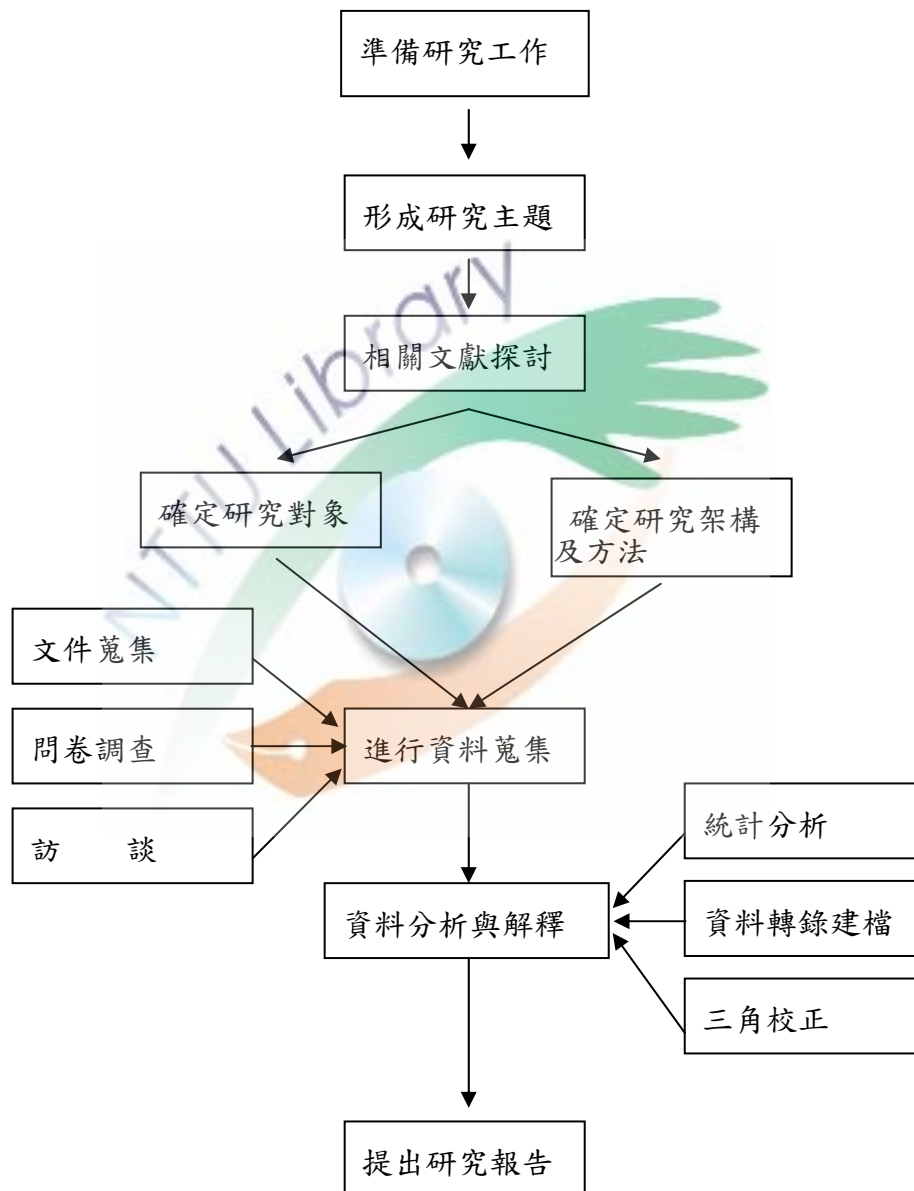 準備研究工作
形成研究主題
相關文獻探討
確定研究對象
確定研究架構
及方法
文件蒐集
問卷調查
訪 談
進行資料蒐集
統計分析
資料分析與解釋
資料轉錄建檔
三角校正
提出研究報告
NTTU Library